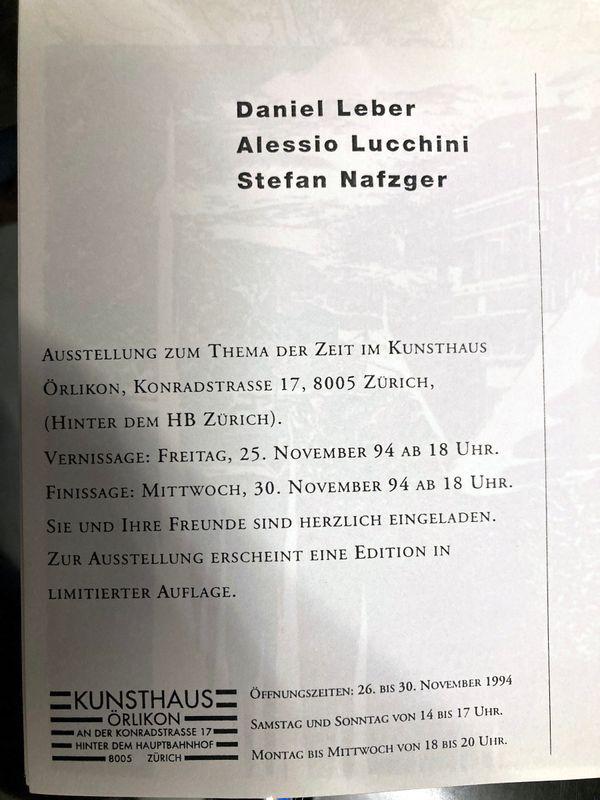 Daniel Leber
Alessio Lucchini
Stefan Nafzger
Ausstellung zum Thema der Zeit im Kunsthaus
Örlikon, Konradstrasse 17, 8005 Zürich,
(Hinter dem HB Zürich).
Vernissage: Freitag, 25. November 94 ab 18 Uhr.
Finissage: Mittwoch, 30. November 94 ab 18 Uhr.
Sie und Ihre Freunde sind herzlich eingeladen.
Zur Ausstellung erscheint eine Edition in
limitierter Auflage.
KUNSTHAUS
ÖRLIKON
AN DER KONRADSTRASSE 17
HINTER DEM HAUPTBAHNHOF
8005 ZÜRICH
Öffnungszeiten: 26. bis 30. November 1994
Samstag und Sonntag von 14 bis 17 Uhr.
Montag bis Mittwoch von 18 bis 20 Uhr.